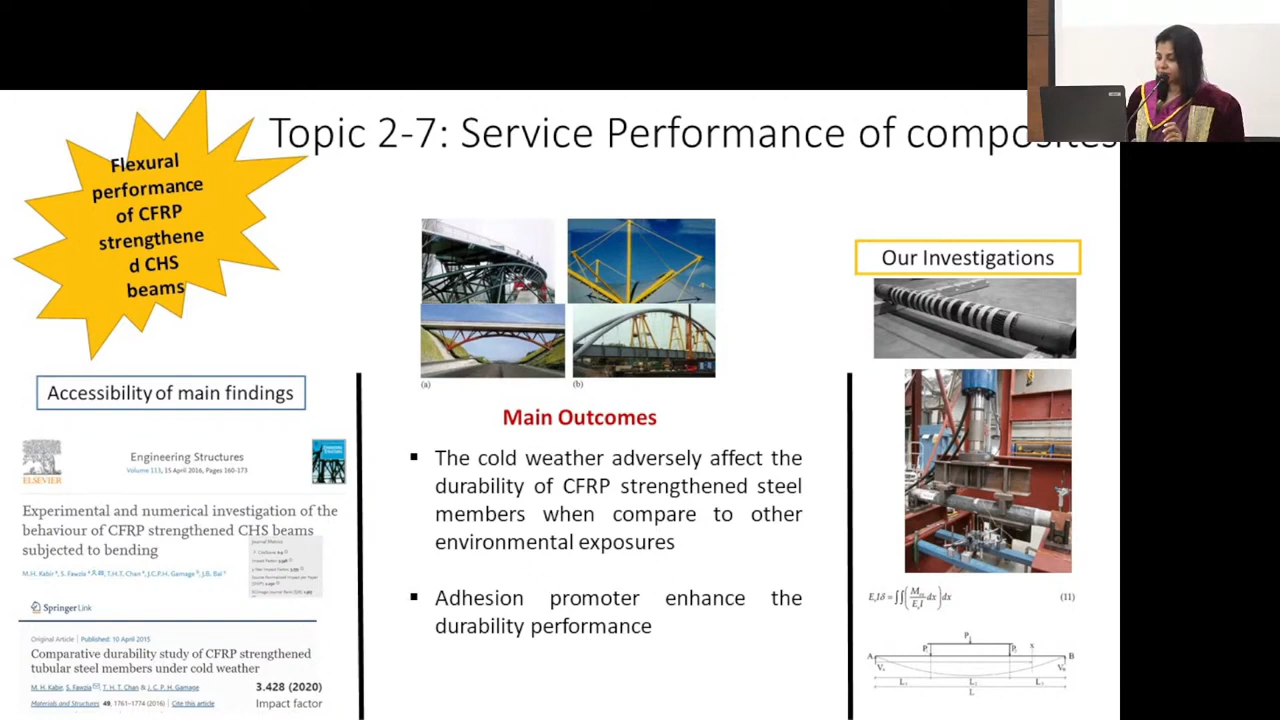 Topic 2-7: Service Performance of composites
Flexural
performance
of CFRP
strengthene
d CHS
beams
Our Investigations
(a)
(b)
Accessibility of main findings
Main Outcomes
ELSEVIER
Engineering Structures
Volume 113, 15 April 2016, Pages 160-173
Experimental and numerical investigation of the
behaviour of CFRP strengthened CHS beams
subjected to bending
M.H. Kabir, S. Fawzia, T.H.T. Chan, J.C.P.H. Gamage, J.B. Bai
Journal Metrics
Springer Link
Original Article | Published: 10 April 2015
Comparative durability study of CFRP strengthened
tubular steel members under cold weather
M. H. Kabir, S. Fawzia, T. H. T. Chan & J. C. P. H. Gamage
Materials and Structures 49, 1761–1774 (2016) | Cite this article
3.428 (2020)
Impact factor
▪ The cold weather adversely affect the
durability of CFRP strengthened steel
members when compare to other
environmental exposures
▪ Adhesion promoter enhance the
durability performance
(11)
A
B
L